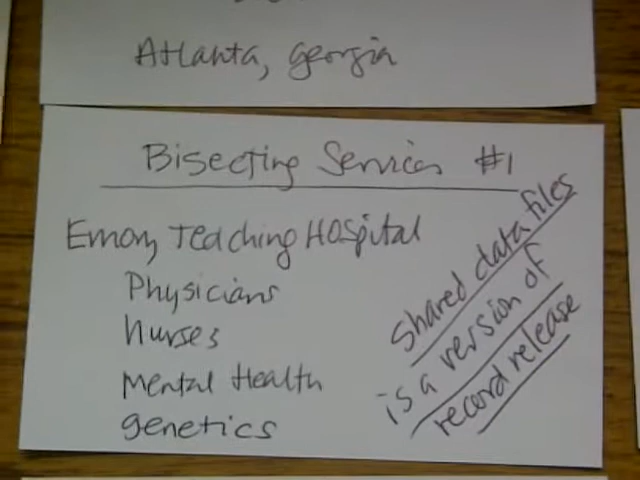 Atlanta, Georgia
Bisecting Services #1
Emory Teaching Hospital
Physicians
Nurses
Mental Health
genetics
Shared data files
is a version of
record release